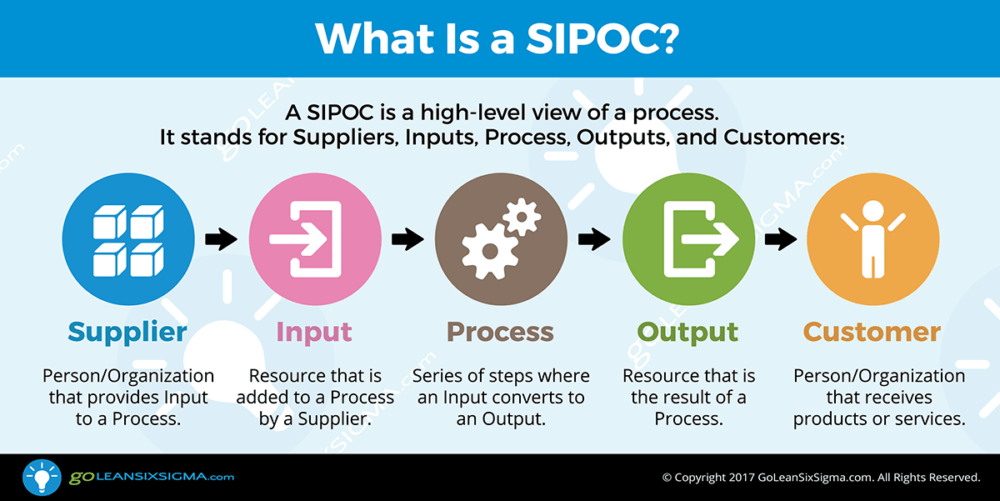 What Is a SIPOC?
A SIPOC is a high-level view of a process.
It stands for Suppliers, Inputs, Process, Outputs, and Customers:
Supplier
Person/Organization
that provides Input
to a Process.
Input
Resource that is
added to a Process
by a Supplier.
Process
Series of steps where
an Input converts to
an Output.
Output
Resource that is
the result of a
Process.
Customer
Person/Organization
that receives
products or services.
goLEANSIXSIGMA.com
© Copyright 2017 GoLeanSixSigma.com. All Rights Reserved.